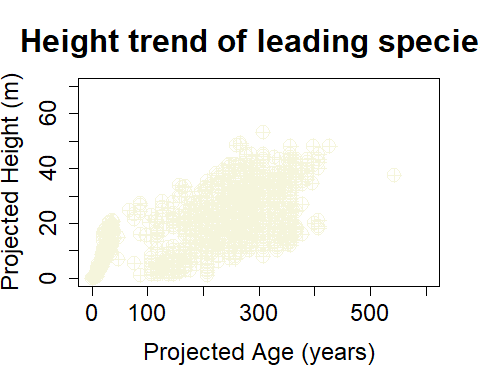 Height trend of leading specie
Projected Height (m)
60
40
20
0
0 100 300 500
Projected Age (years)